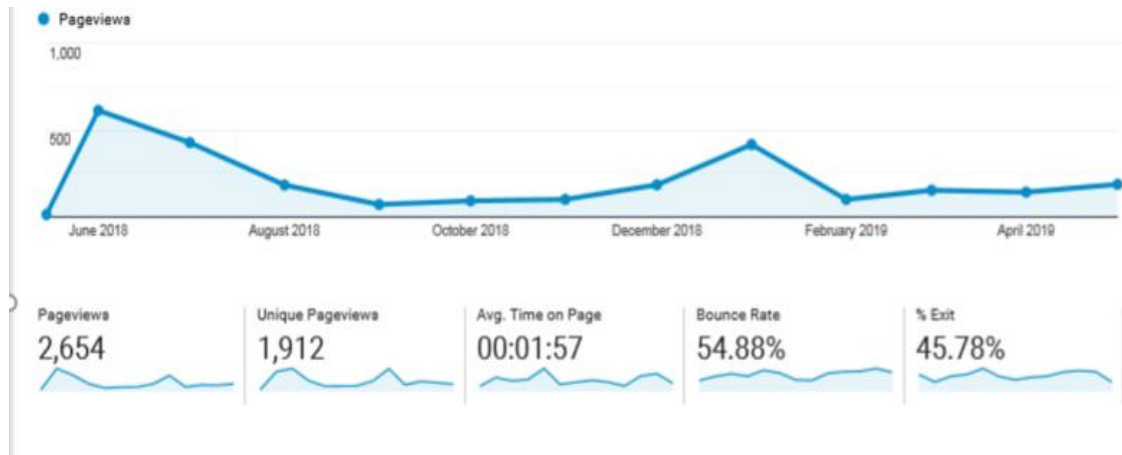 Pageviews
1,000
500
June 2018 August 2018 October 2018 December 2018 February 2019 April 2019
Pageviews Unique Pageviews Avg. Time on Page Bounce Rate % Exit
2,654 1,912 00:01:57 54.88% 45.78%